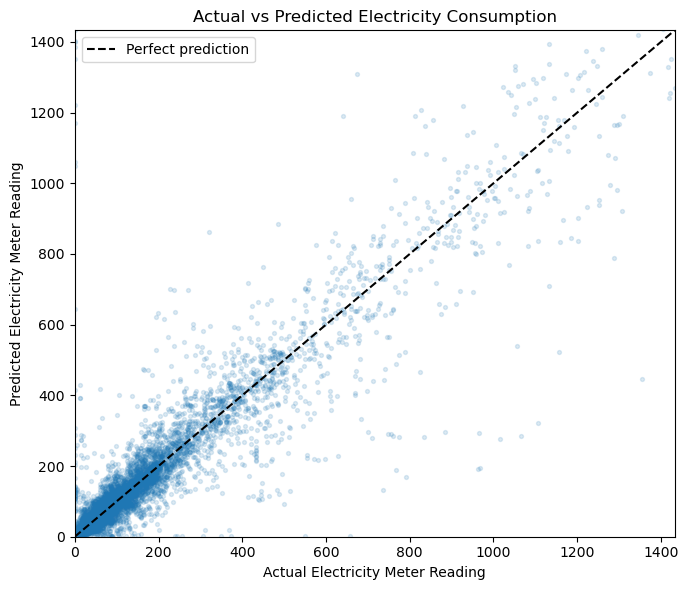 Actual vs Predicted Electricity Consumption
Perfect prediction
Predicted Electricity Meter Reading
1400
1200
1000
800
600
400
200
0
0 200 400 600 800 1000 1200 1400
Actual Electricity Meter Reading